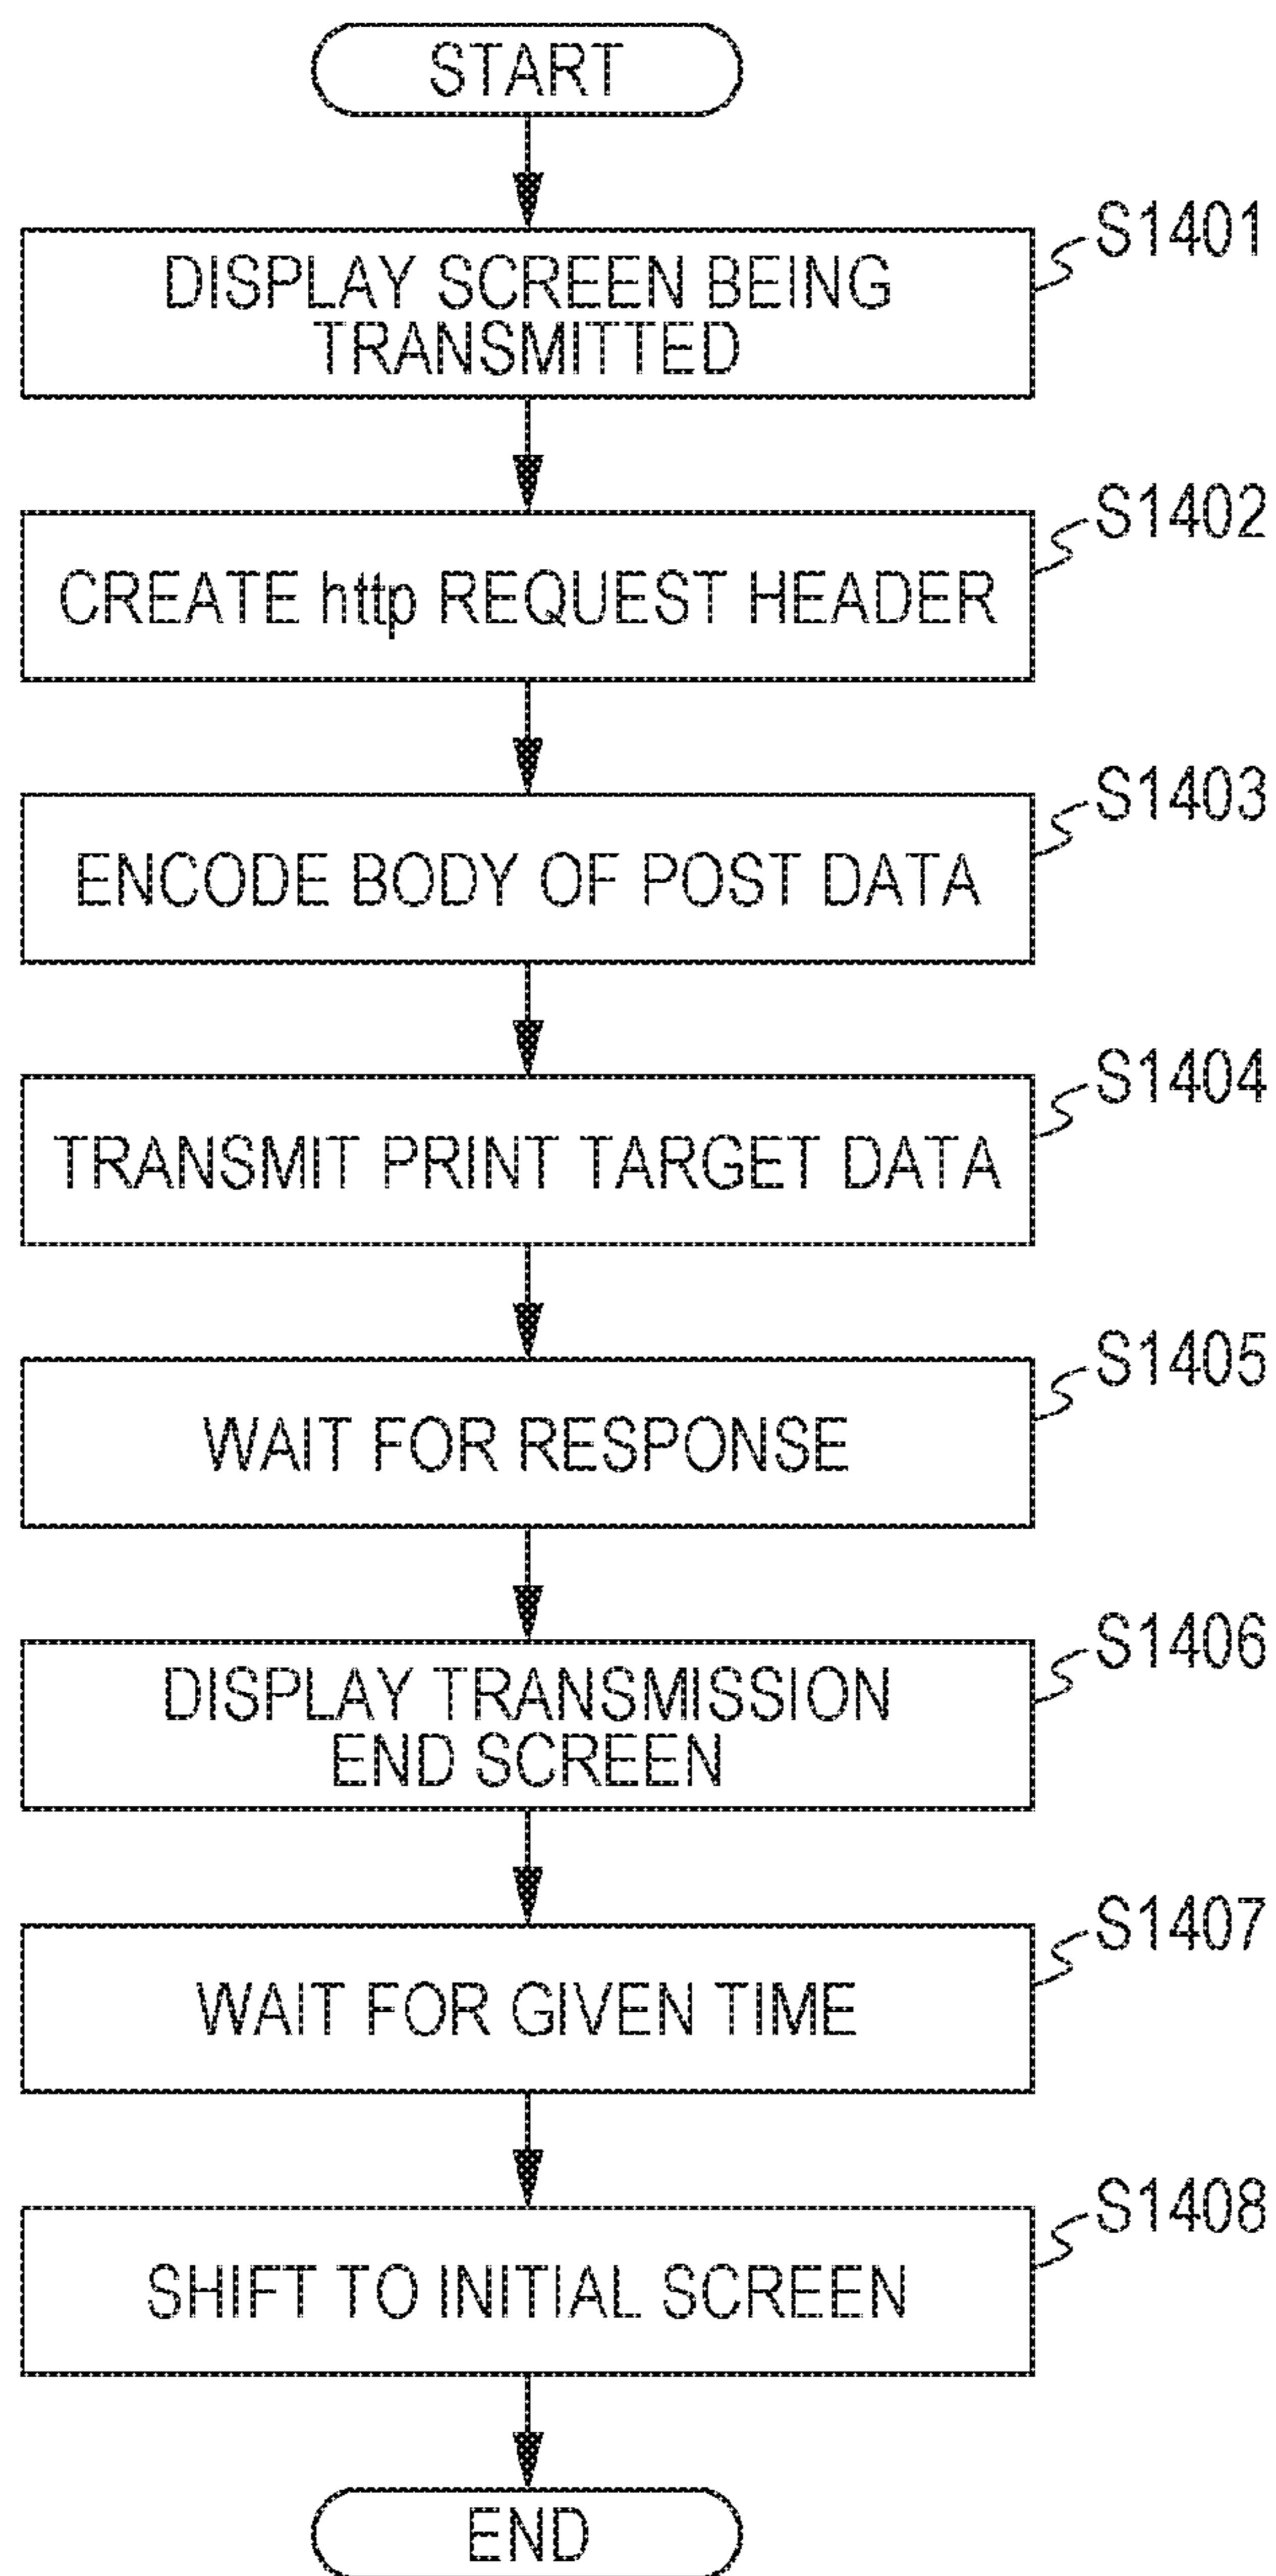 START
S1401
DISPLAY SCREEN BEING
TRANSMITTED
S1402
CREATE http REQUEST HEADER
S1403
ENCODE BODY OF POST DATA
S1404
TRANSMIT PRINT TARGET DATA
S1405
WAIT FOR RESPONSE
S1406
DISPLAY TRANSMISSION
END SCREEN
S1407
WAIT FOR GIVEN TIME
S1408
SHIFT TO INITIAL SCREEN
END